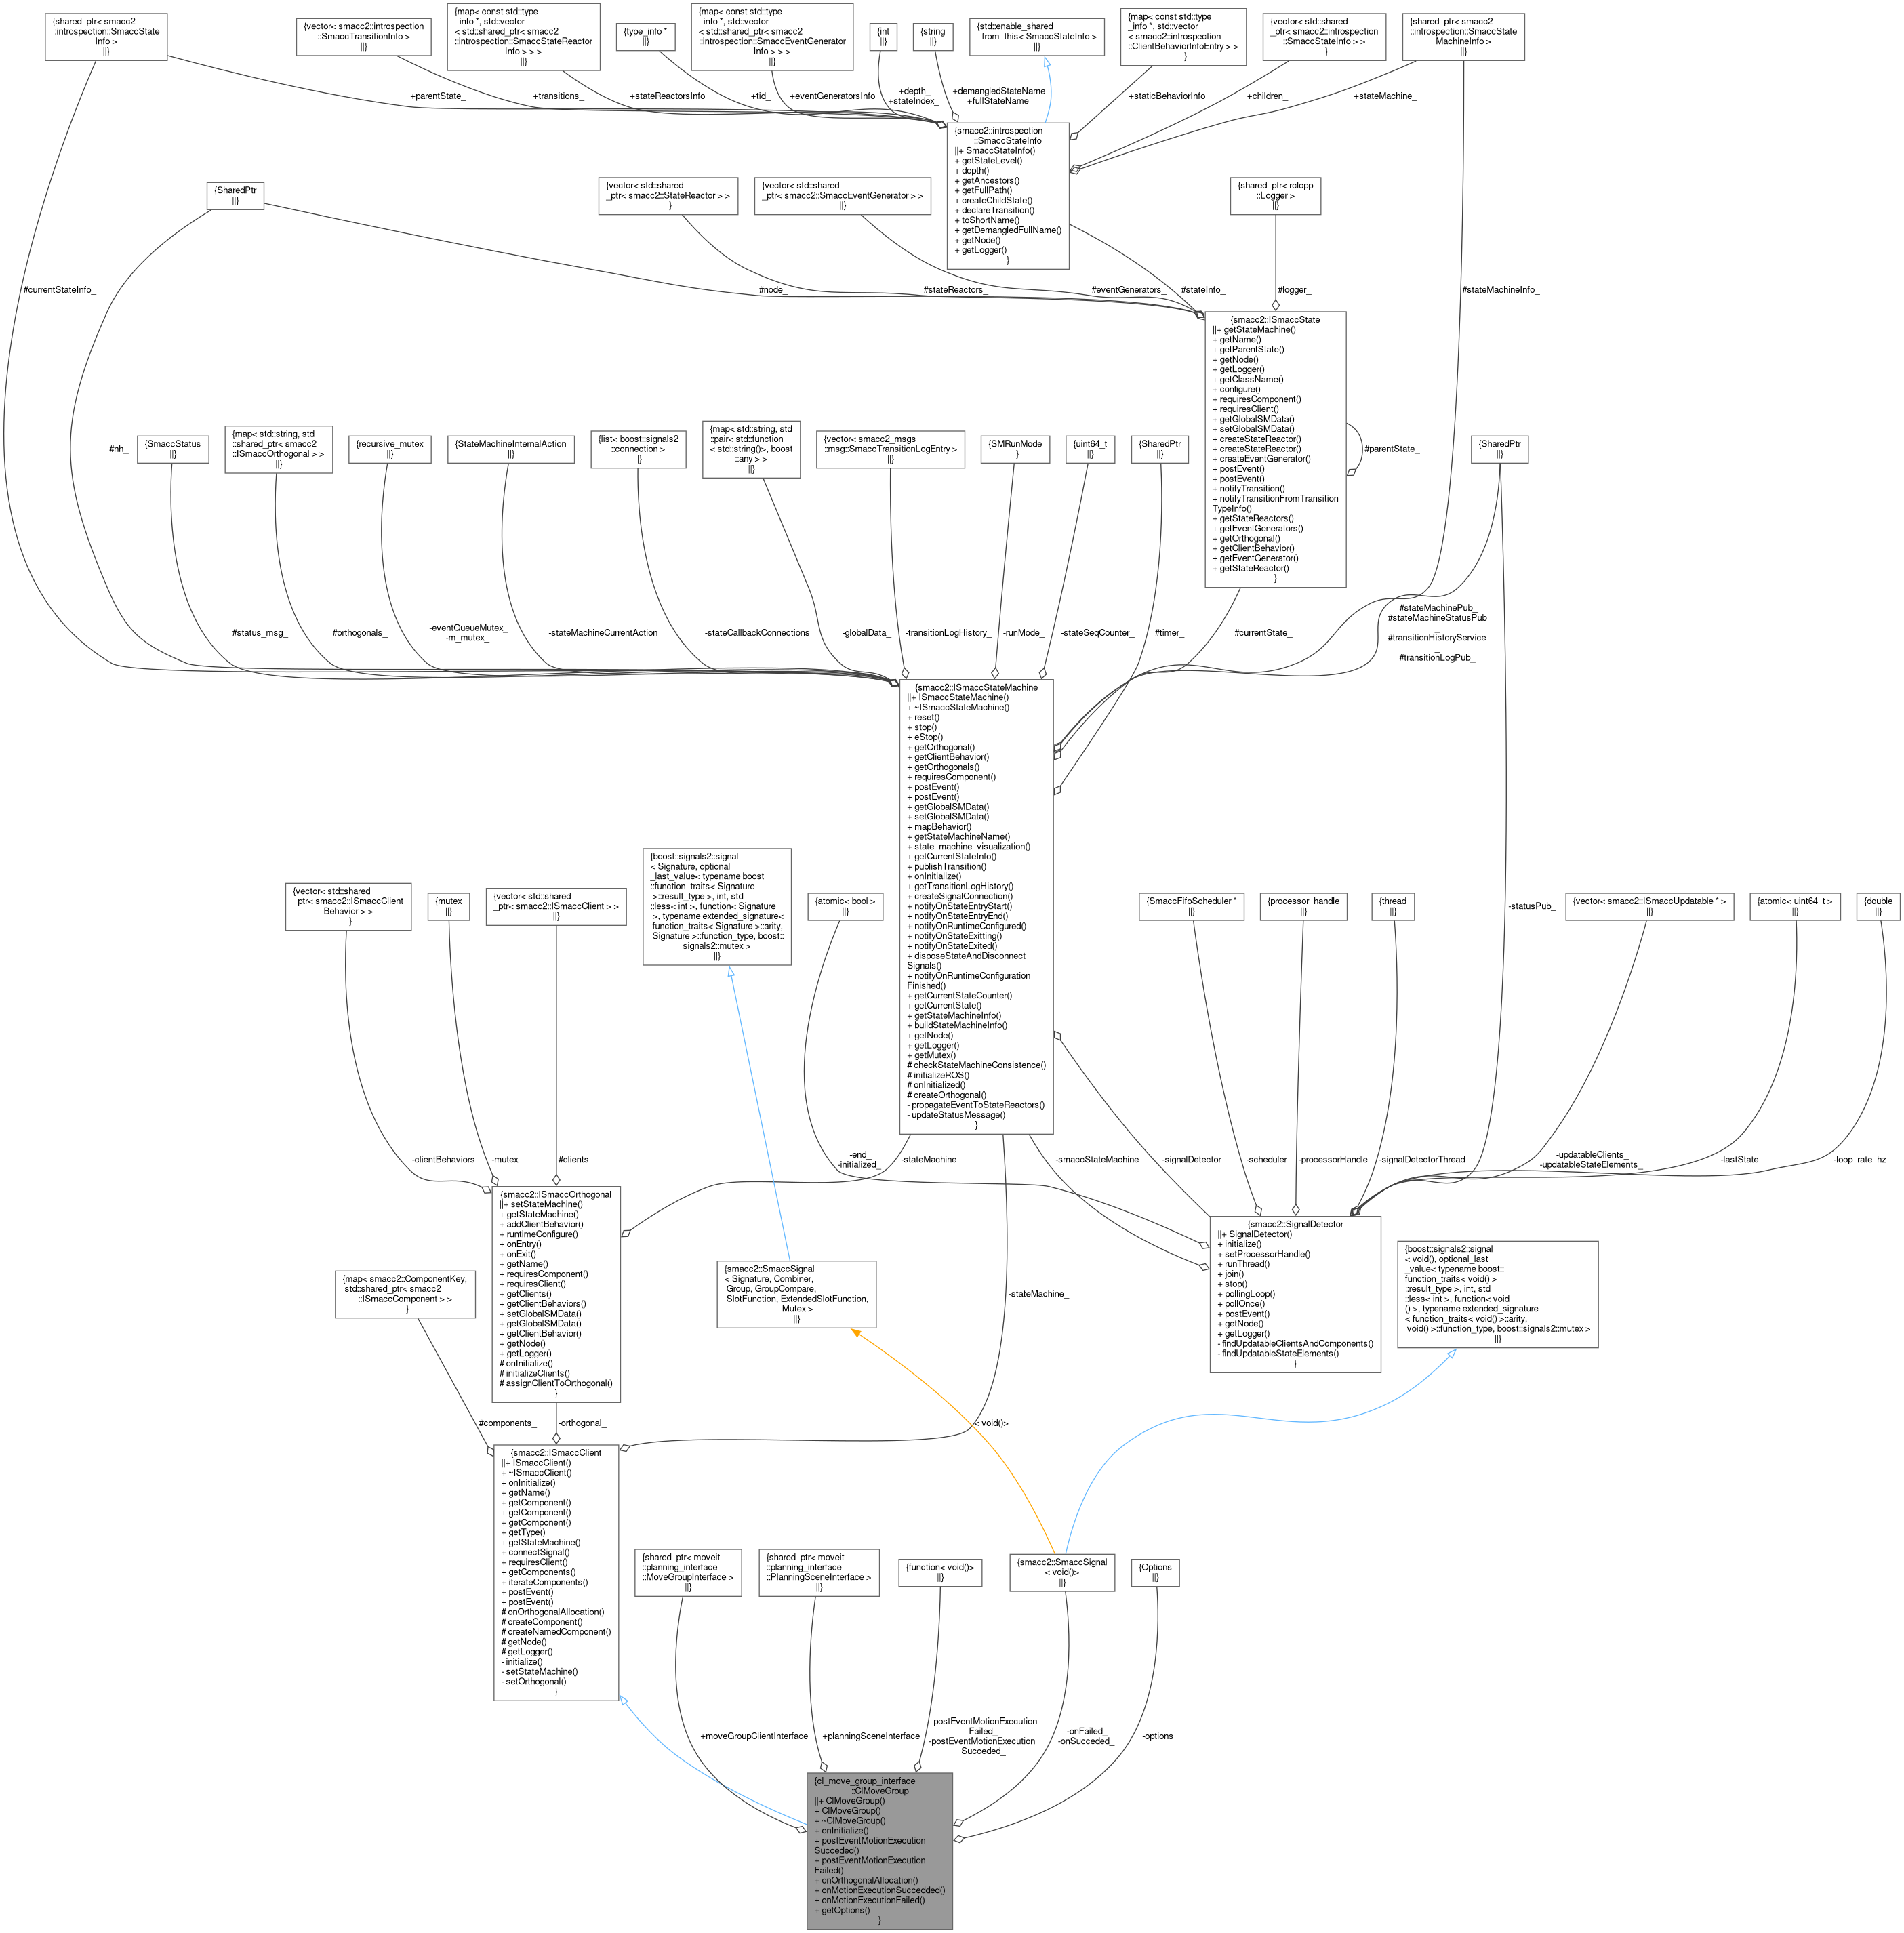 {shared_ptr< smacc2
::introspection::SmaccState
Info >
||}
{vector< smacc2::introspection
::SmaccTransitionInfo >
||}
{map< const std::type
_info *, std::vector
< std::shared_ptr< smacc2
::introspection::SmaccStateReactor
Info > > >
||}
{type_info *
||}
{map< const std::type
_info *, std::vector
< std::shared_ptr< smacc2
::introspection::SmaccEventGenerator
Info > > >
||}
{int
||}
{string
||}
{std::enable_shared
_from_this< SmaccStateInfo >
||}
{map< const std::type
_info *, std::vector
< smacc2::introspection
::ClientBehaviorInfoEntry > >
||}
{vector< std::shared
_ptr< smacc2::introspection
::SmaccStateInfo > >
||}
{shared_ptr< smacc2
::introspection::SmaccState
MachineInfo >
||}
+parentState_
+transitions_
+stateReactorsInfo
+tid_
+eventGeneratorsInfo
+depth_
+stateIndex_
+demangledStateName
+fullStateName
+staticBehaviorInfo
+children_
+stateMachine_
{smacc2::introspection
::SmaccStateInfo
||+ SmaccStateInfo()
+ getStateLevel()
+ depth()
+ getAncestors()
+ getFullPath()
+ createChildState()
+ declareTransition()
+ toShortName()
+ getDemangledFullName()
+ getNode()
+ getLogger()
}
{SharedPtr
||}
{vector< std::shared
_ptr< smacc2::StateReactor > >
||}
{vector< std::shared
_ptr< smacc2::SmaccEventGenerator > >
||}
{shared_ptr< rclcpp
::Logger >
||}
#currentStateInfo_
#node_
#stateReactors_
#eventGenerators_
#stateInfo_
#logger_
#stateMachineInfo_
{smacc2::ISmaccState
||+ getStateMachine()
+ getName()
+ getParentState()
+ getNode()
+ getLogger()
+ getClassName()
+ configure()
+ requiresComponent()
+ requiresClient()
+ getGlobalSMData()
+ setGlobalSMData()
+ createStateReactor()
+ createStateReactor()
+ createEventGenerator()
+ postEvent()
+ postEvent()
+ notifyTransition()
+ notifyTransitionFromTransition
TypeInfo()
+ getStateReactors()
+ getEventGenerators()
+ getOrthogonal()
+ getClientBehavior()
+ getEventGenerator()
+ getStateReactor()
}
#parentState_
#nh_
{SmaccStatus
||}
{map< std::string, std
::shared_ptr< smacc2
::ISmaccOrthogonal > >
||}
{recursive_mutex
||}
{StateMachineInternalAction
||}
{list< boost::signals2
::connection >
||}
{map< std::string, std
::pair< std::function
< std::string()>, boost
::any > >
||}
{vector< smacc2_msgs
::msg::SmaccTransitionLogEntry >
||}
{SMRunMode
||}
{uint64_t
||}
{SharedPtr
||}
{SharedPtr
||}
#status_msg_
#orthogonals_
-eventQueueMutex_
-m_mutex_
-stateMachineCurrentAction
-stateCallbackConnections
-globalData_
-transitionLogHistory_
-runMode_
-stateSeqCounter_
#timer_
#currentState_
#stateMachinePub_
#stateMachineStatusPub
_
#transitionHistoryService
_
#transitionLogPub_
{smacc2::ISmaccStateMachine
||+ ISmaccStateMachine()
+ ~ISmaccStateMachine()
+ reset()
+ stop()
+ eStop()
+ getOrthogonal()
+ getClientBehavior()
+ getOrthogonals()
+ requiresComponent()
+ postEvent()
+ postEvent()
+ getGlobalSMData()
+ setGlobalSMData()
+ mapBehavior()
+ getStateMachineName()
+ state_machine_visualization()
+ getCurrentStateInfo()
+ publishTransition()
+ onInitialize()
+ getTransitionLogHistory()
+ createSignalConnection()
+ notifyOnStateEntryStart()
+ notifyOnStateEntryEnd()
+ notifyOnRuntimeConfigured()
+ notifyOnStateExitting()
+ notifyOnStateExited()
+ disposeStateAndDisconnect
Signals()
+ notifyOnRuntimeConfiguration
Finished()
+ getCurrentStateCounter()
+ getCurrentState()
+ getStateMachineInfo()
+ buildStateMachineInfo()
+ getNode()
+ getLogger()
+ getMutex()
# checkStateMachineConsistence()
# initializeROS()
# onInitialized()
# createOrthogonal()
- propagateEventToStateReactors()
- updateStatusMessage()
}
{vector< std::shared
_ptr< smacc2::ISmaccClient
Behavior > >
||}
{mutex
||}
{vector< std::shared
_ptr< smacc2::ISmaccClient > >
||}
{boost::signals2::signal
< Signature, optional
_last_value< typename boost
::function_traits< Signature
>::result_type >, int, std
::less< int >, function< Signature
>, typename extended_signature<
function_traits< Signature >::arity,
Signature >::function_type, boost::
signals2::mutex >
||}
{atomic< bool >
||}
{SmaccFifoScheduler *
||}
{processor_handle
||}
{thread
||}
-statusPub_
{vector< smacc2::ISmaccUpdatable * >
||}
{atomic< uint64_t >
||}
{double
||}
-clientBehaviors_
-mutex_
#clients_
-end_
-initialized_
-stateMachine_
-smaccStateMachine_
-signalDetector_
-scheduler_
-processorHandle_
-signalDetectorThread_
-updatableClients_
-updatableStateElements_
-lastState_
-loop_rate_hz
{smacc2::ISmaccOrthogonal
||+ setStateMachine()
+ getStateMachine()
+ addClientBehavior()
+ runtimeConfigure()
+ onEntry()
+ onExit()
+ getName()
+ requiresComponent()
+ requiresClient()
+ getClients()
+ getClientBehaviors()
+ setGlobalSMData()
+ getGlobalSMData()
+ getClientBehavior()
+ getNode()
+ getLogger()
# onInitialize()
# initializeClients()
# assignClientToOrthogonal()
}
{smacc2::SignalDetector
||+ SignalDetector()
+ initialize()
+ setProcessorHandle()
+ runThread()
+ join()
+ stop()
+ pollingLoop()
+ pollOnce()
+ postEvent()
+ getNode()
+ getLogger()
- findUpdatableClientsAndComponents()
- findUpdatableStateElements()
}
{map< smacc2::ComponentKey,
std::shared_ptr< smacc2
::ISmaccComponent > >
||}
{smacc2::SmaccSignal
< Signature, Combiner,
Group, GroupCompare,
SlotFunction, ExtendedSlotFunction,
Mutex >
||}
-stateMachine_
{boost::signals2::signal
< void(), optional_last
_value< typename boost::
function_traits< void() >
::result_type >, int, std
::less< int >, function< void
() >, typename extended_signature
< function_traits< void() >::arity,
void() >::function_type, boost::signals2::mutex >
||}
#components_
-orthogonal_
< void()>
{smacc2::ISmaccClient
||+ ISmaccClient()
+ ~ISmaccClient()
+ onInitialize()
+ getName()
+ getComponent()
+ getComponent()
+ getComponent()
+ getType()
+ getStateMachine()
+ connectSignal()
+ requiresClient()
+ getComponents()
+ iterateComponents()
+ postEvent()
+ postEvent()
# onOrthogonalAllocation()
# createComponent()
# createNamedComponent()
# getNode()
# getLogger()
- initialize()
- setStateMachine()
- setOrthogonal()
}
{shared_ptr< moveit
::planning_interface
::MoveGroupInterface >
||}
{shared_ptr< moveit
::planning_interface
::PlanningSceneInterface >
||}
{function< void()>
||}
{smacc2::SmaccSignal
< void()>
||}
{Options
||}
+moveGroupClientInterface
+planningSceneInterface
-postEventMotionExecution
Failed_
-postEventMotionExecution
Succeded_
-onFailed_
-onSucceded_
-options_
{cl_move_group_interface
::ClMoveGroup
||+ ClMoveGroup()
+ ClMoveGroup()
+ ~ClMoveGroup()
+ onInitialize()
+ postEventMotionExecution
Succeded()
+ postEventMotionExecution
Failed()
+ onOrthogonalAllocation()
+ onMotionExecutionSuccedded()
+ onMotionExecutionFailed()
+ getOptions()
}